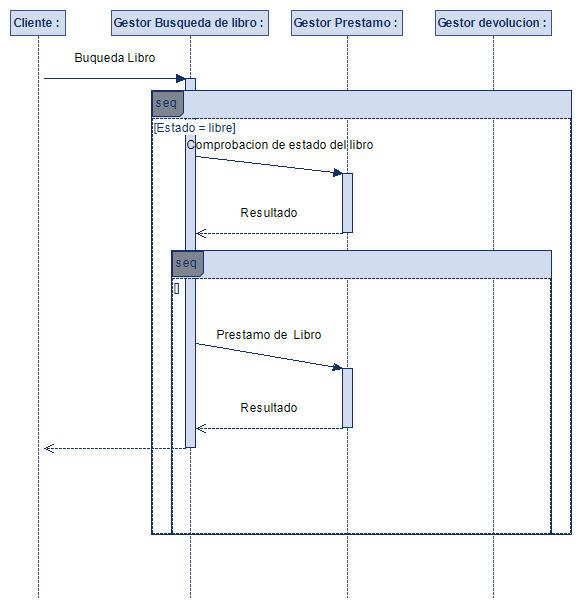 Cliente :
Gestor Busqueda de libro :
Gestor Prestamo :
Gestor devolucion :
Buqueda Libro
seq
[Estado = libre]
Comprobacion de estado del libro
Resultado
seq
[]
Prestamo de Libro
Resultado